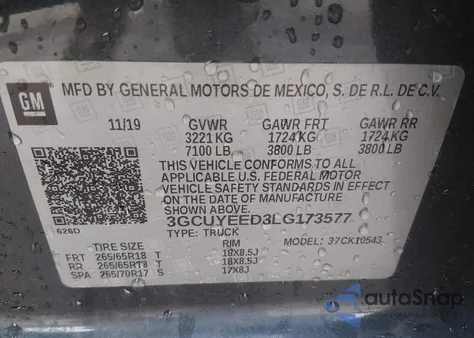 GM
MFD BY GENERAL MOTORS DE MEXICO, S. DE R.L. DE C.V.
11/19 GVWR GAWR FRT GAWR RR
3221 KG 1724 KG 1724 KG
7100 LB 3800 LB 3800 LB
THIS VEHICLE CONFORMS TO ALL
APPLICABLE U.S. FEDERAL MOTOR
VEHICLE SAFETY STANDARDS IN EFFECT
ON THE DATE OF MANUFACTURE SHOWN ABOVE.
3GCUYEED3LG173577
626D TYPE: TRUCK MODEL: 37CK10543
TIRE SIZE RIM
FRT 265/65R18 T 18X8.5J
RR 265/65R18 T 18X8.5J
SPA 265/70R17 S 17X8J
autoSnap